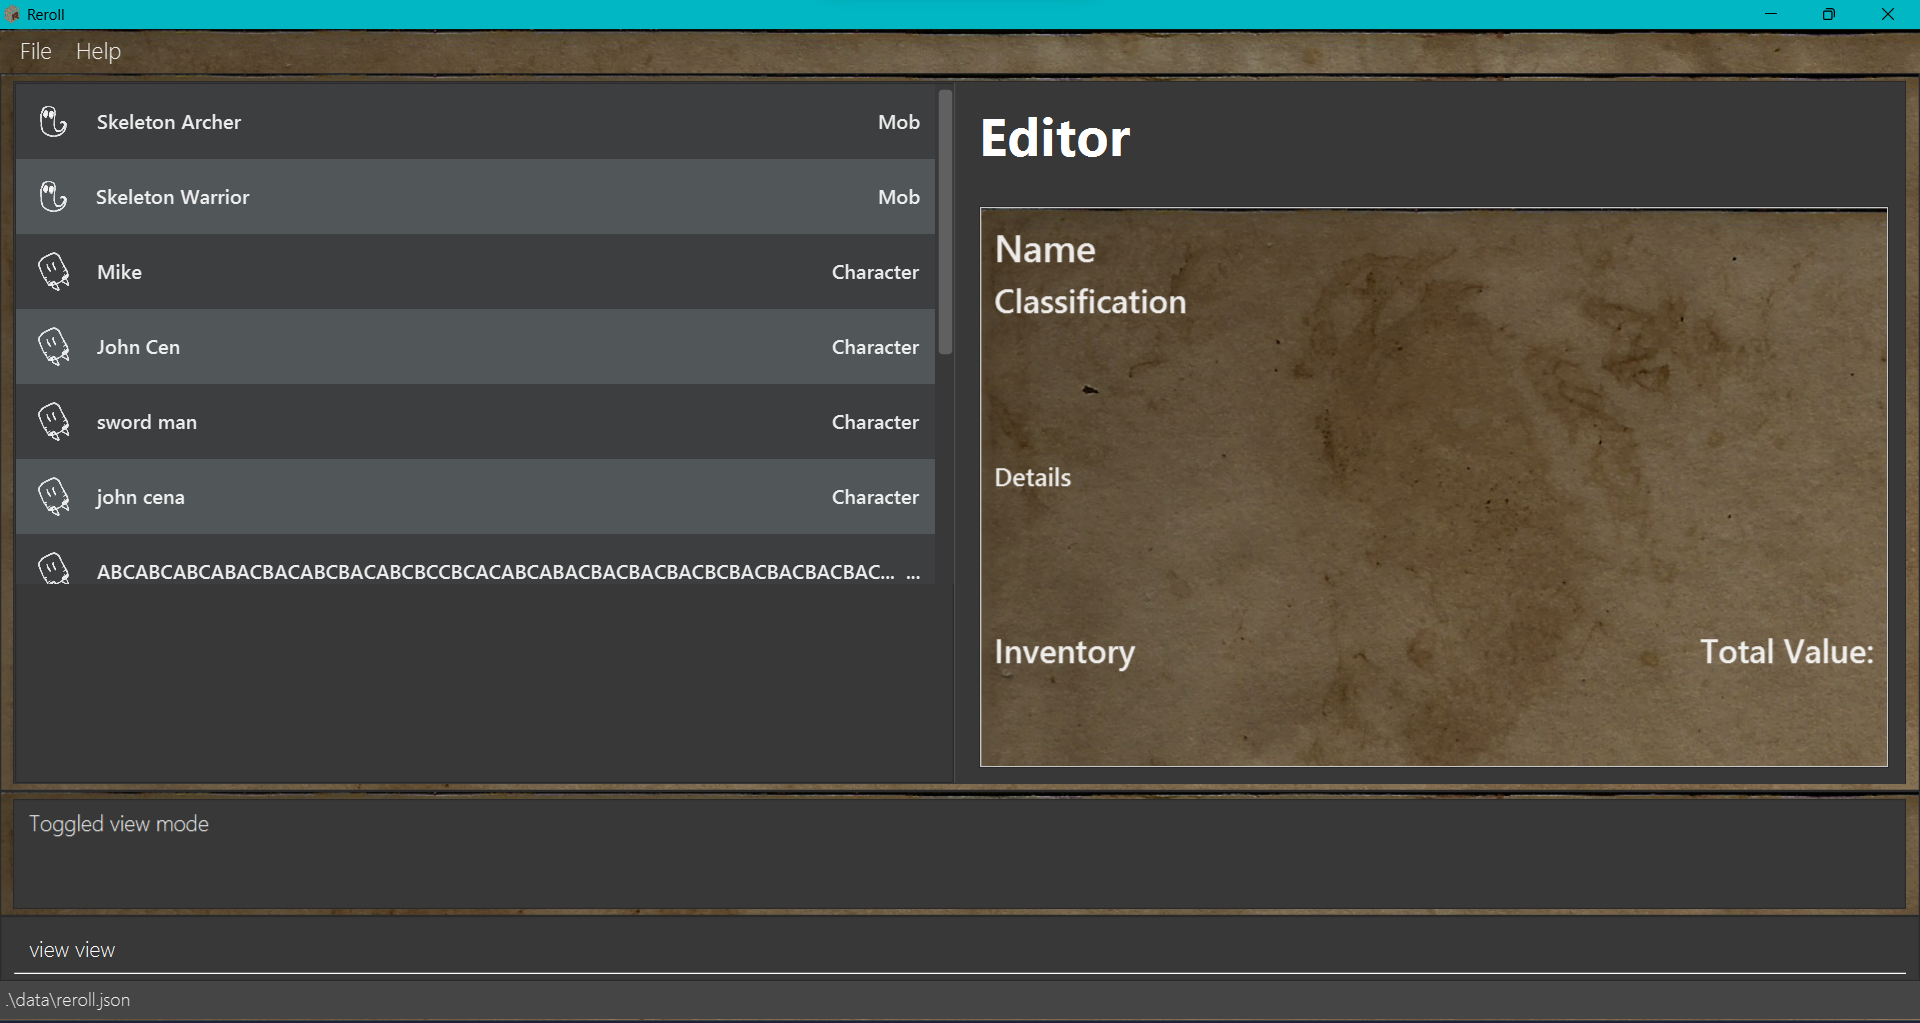 Reroll
File Help
Skeleton Archer Mob
Skeleton Warrior Mob
Mike Character
John Cen Character
sword man Character
john cena Character
ABCABCABCABACBACABCBACABCBCCBCACABCABACBACBACBACBCBACBACBACBAC... ...
Editor
Name
Classification
Details
Inventory Total Value:
Toggled view mode
view view
.\data\reroll.json